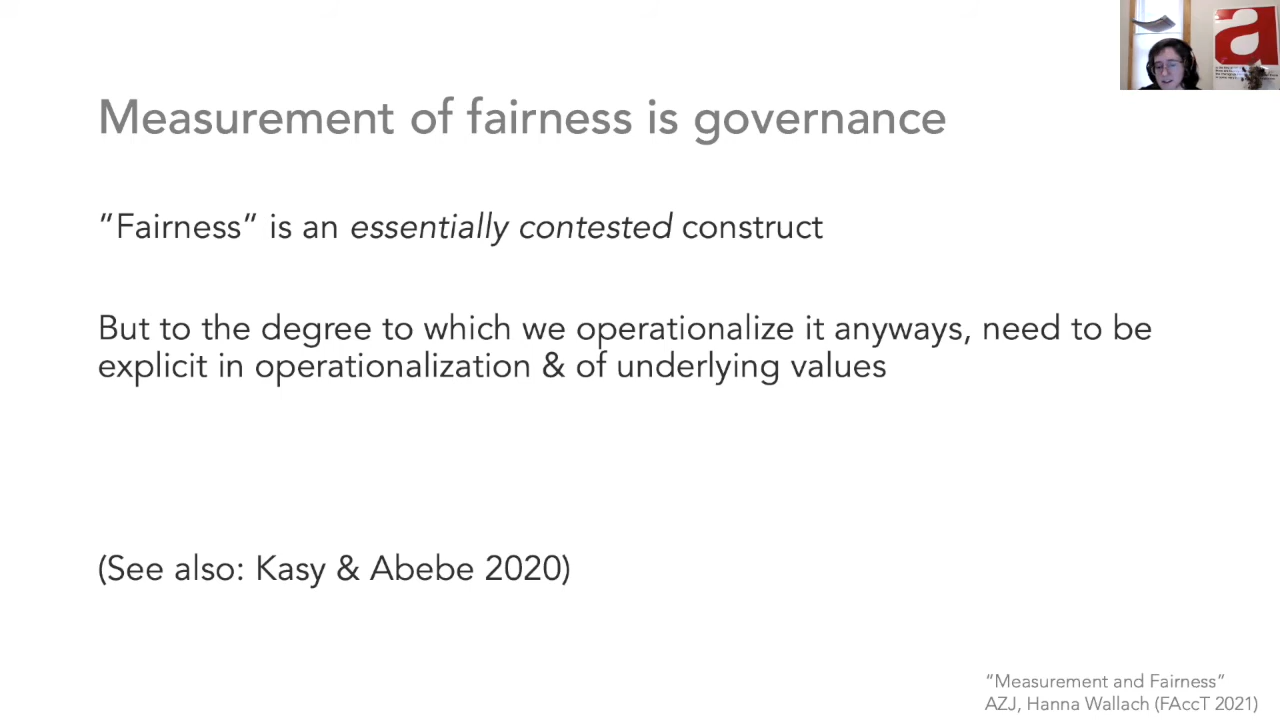 Measurement of fairness is governance
“Fairness” is an essentially contested construct
But to the degree to which we operationalize it anyways, need to be
explicit in operationalization & of underlying values
(See also: Kasy & Abebe 2020)
“Measurement and Fairness”
AZJ, Hanna Wallach (FAccT 2021)
a